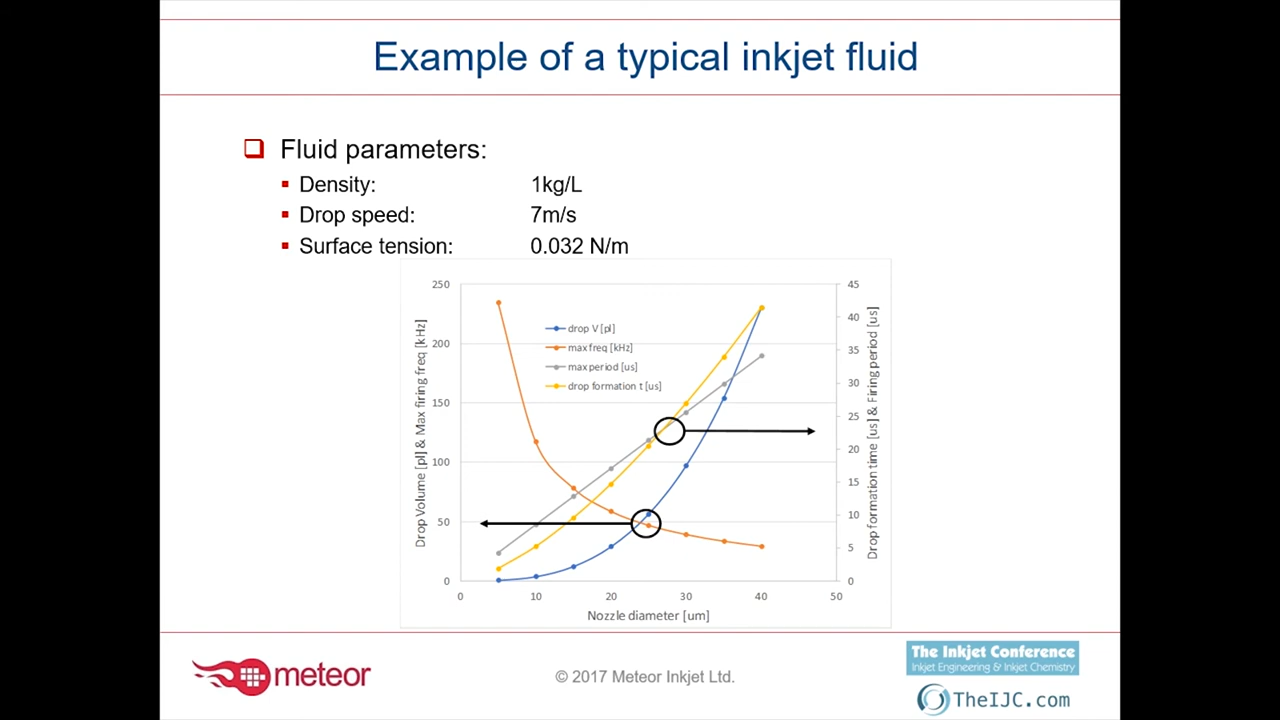 Example of a typical inkjet fluid
Fluid parameters:
Density: 1kg/L
Drop speed: 7m/s
Surface tension: 0.032 N/m
250
200
150
100
50
0
Drop Volume [pl] & Max firing freq [kHz]
drop V [pl]
max freq [kHz]
max period [us]
drop formation t [us]
45
40
35
30
25
20
15
10
5
0
Drop formation time [us] & Firing period [us]
0 10 20 30 40 50
Nozzle diameter [um]
meteor
© 2017 Meteor Inkjet Ltd.
The Inkjet Conference
Inkjet Engineering & Inkjet Chemistry
TheIJC.com